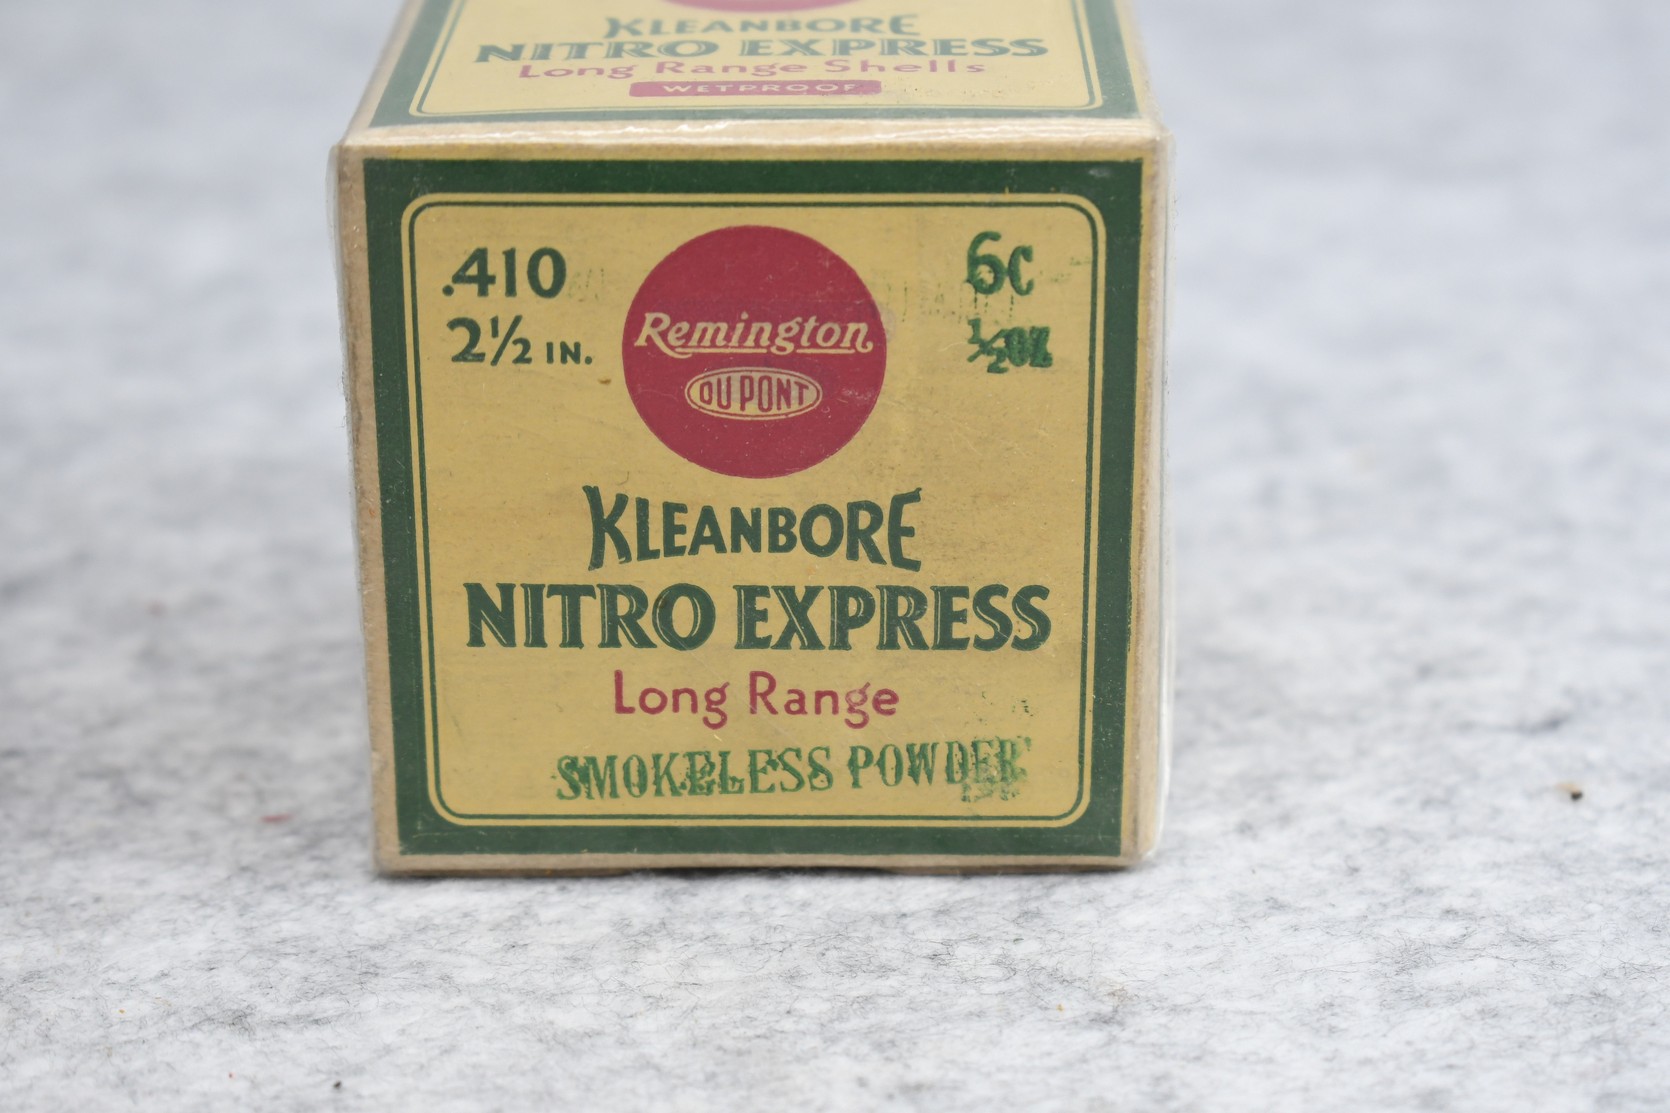 KLEANBORE
NITRO EXPRESS
Long Range Shells
WETPROOF
.410
2½ IN.
Remington
DU PONT
6C
½OZ
KLEANBORE
NITRO EXPRESS
Long Range
SMOKELESS POWDER